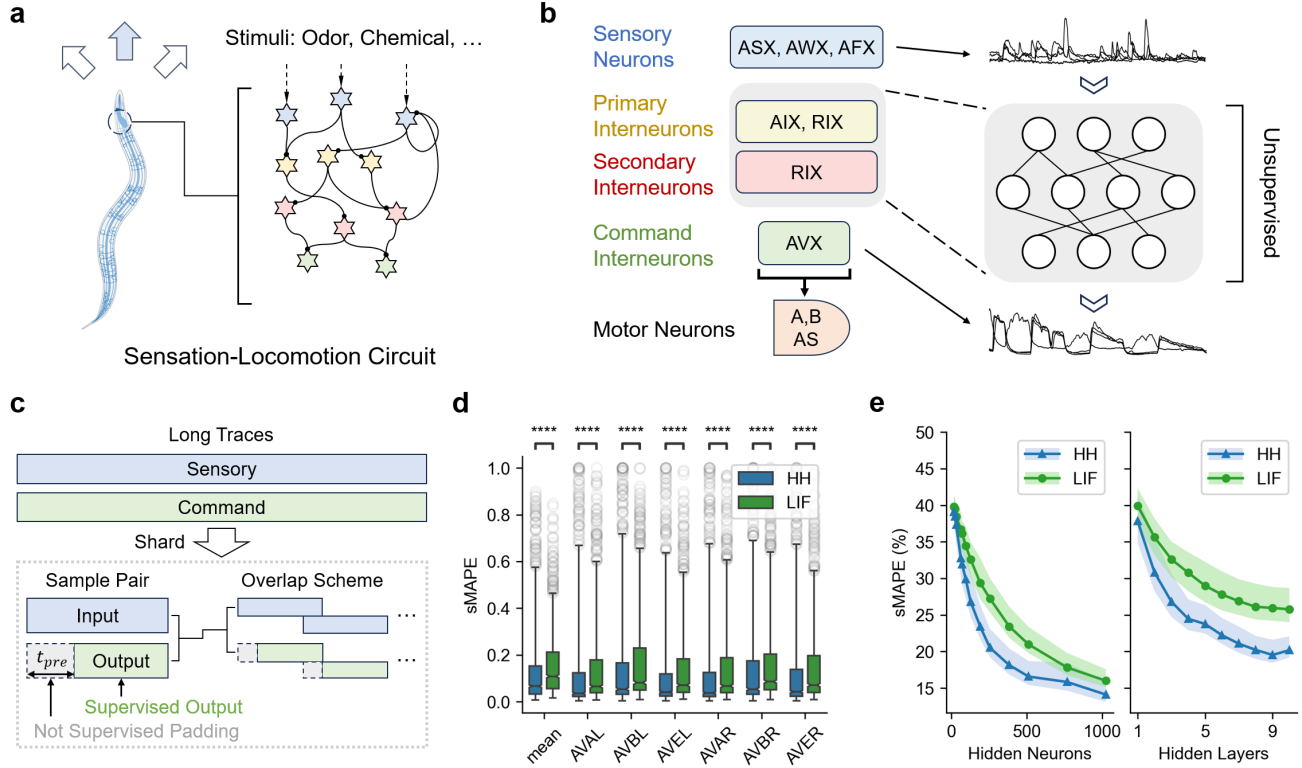 a
Stimuli: Odor, Chemical, …
Sensation-Locomotion Circuit
b
Sensory
Neurons
ASX, AWX, AFX
Primary
Interneurons
AIX, RIX
Secondary
Interneurons
RIX
Command
Interneurons
AVX
Motor Neurons
A,B
AS
Unsupervised
c
Long Traces
Sensory
Command
Shard
Sample Pair
Overlap Scheme
Input
...
t_pre
Output
...
Supervised Output
Not Supervised Padding
d
**** **** **** **** **** **** ****
HH
LIF
sMAPE
1.0
0.8
0.6
0.4
0.2
0.0
mean AVAL AVBL AVEL AVAR AVBR AVER
e
HH
LIF
HH
LIF
sMAPE (%)
50
45
40
35
30
25
20
15
0 500 1000
Hidden Neurons
1 5 9
Hidden Layers